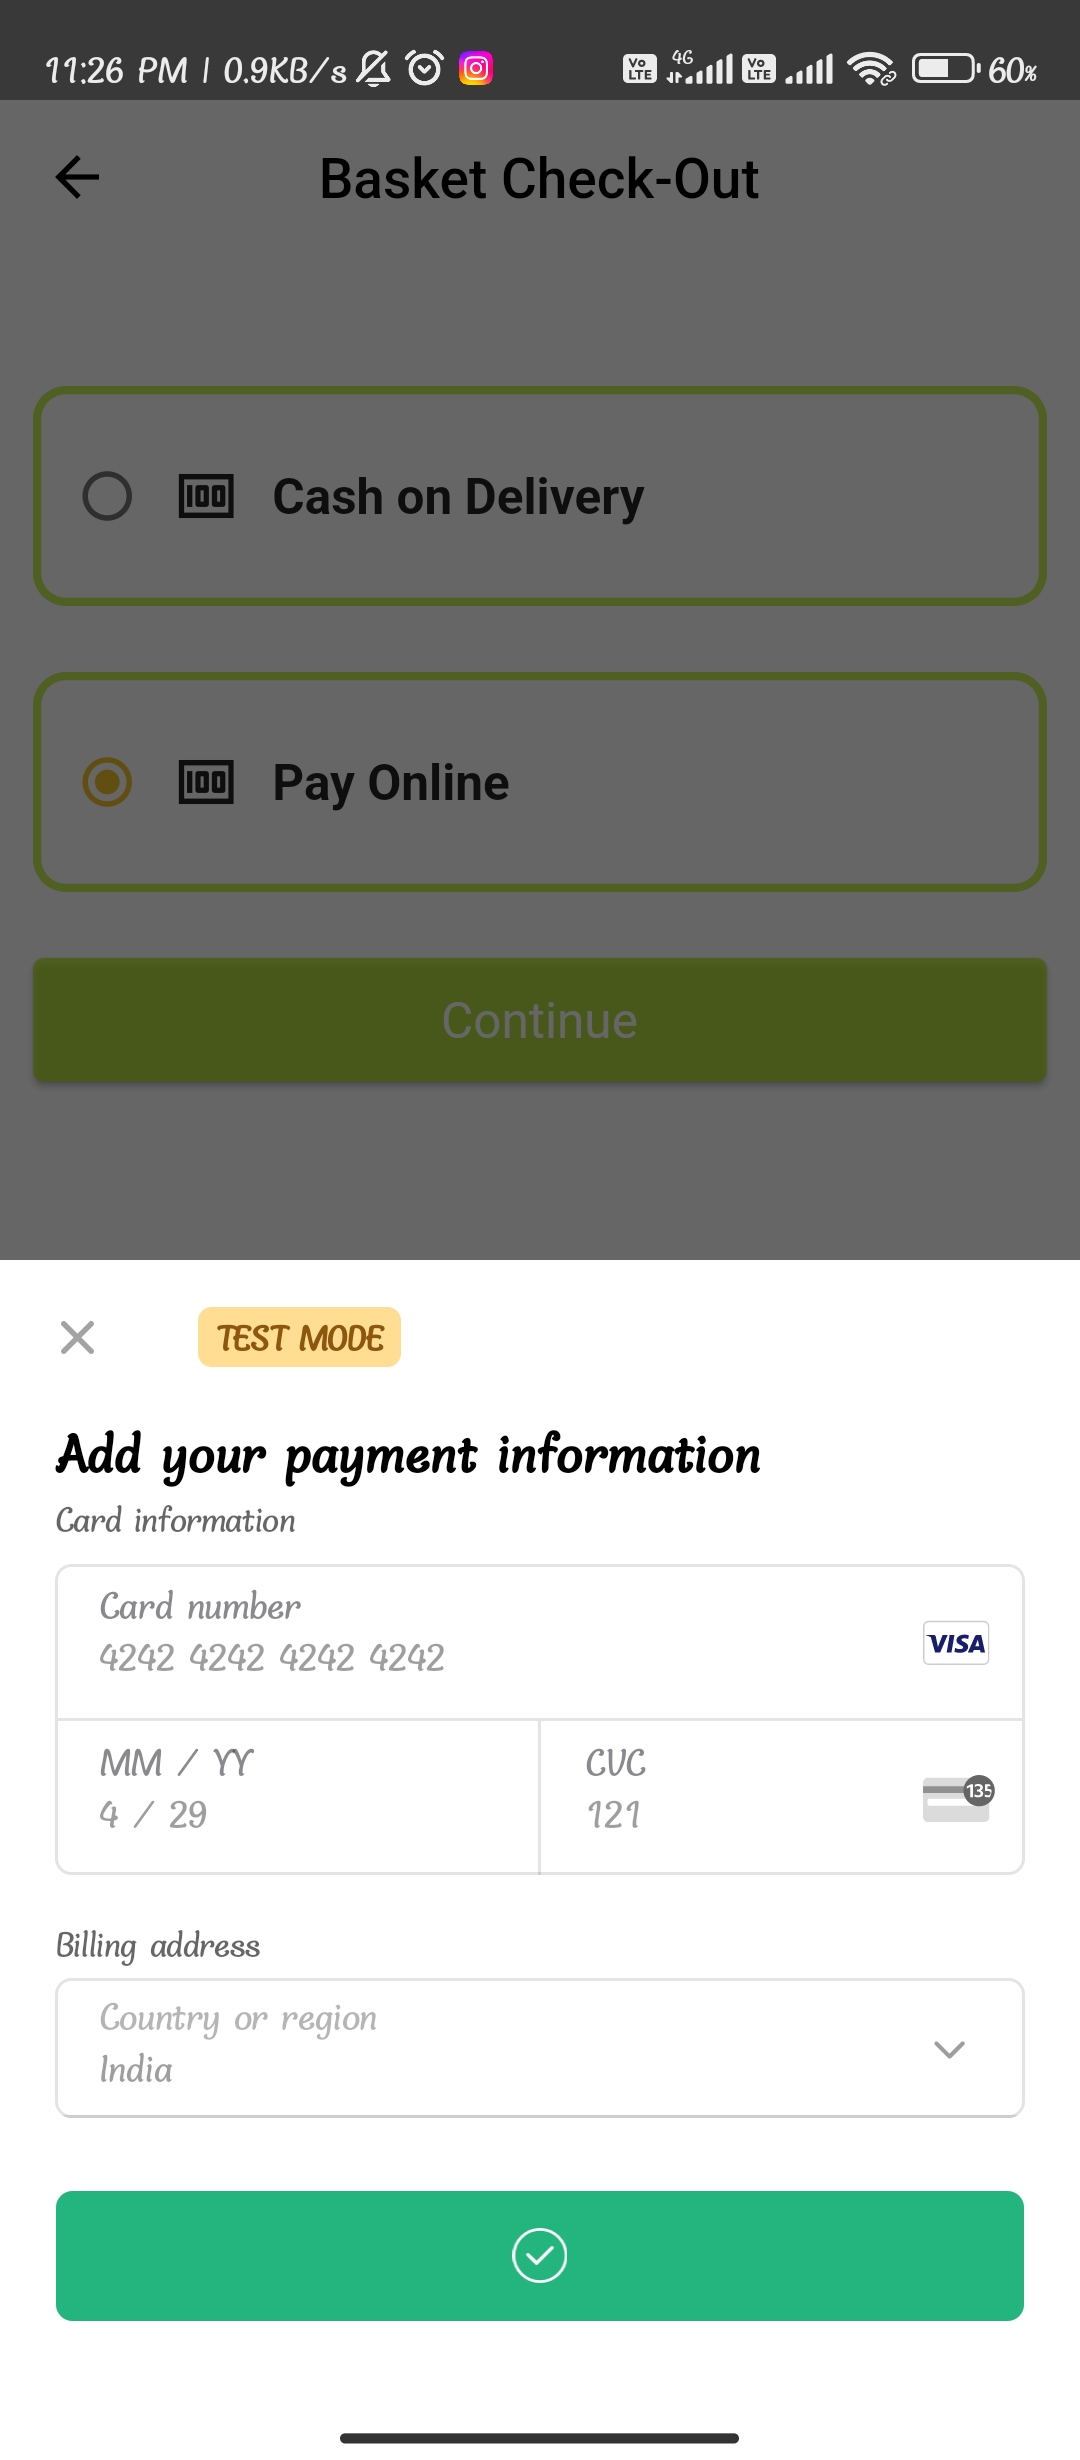 11:26 PM | 0.9KB/s Vo LTE 4G Vo LTE 60%
Basket Check-Out
100 Cash on Delivery
100 Pay Online
Continue
TEST MODE
Add your payment information
Card information
Card number
4242 4242 4242 4242
VISA
MM / YY
4 / 29
CVC
121
135
Billing address
Country or region
India